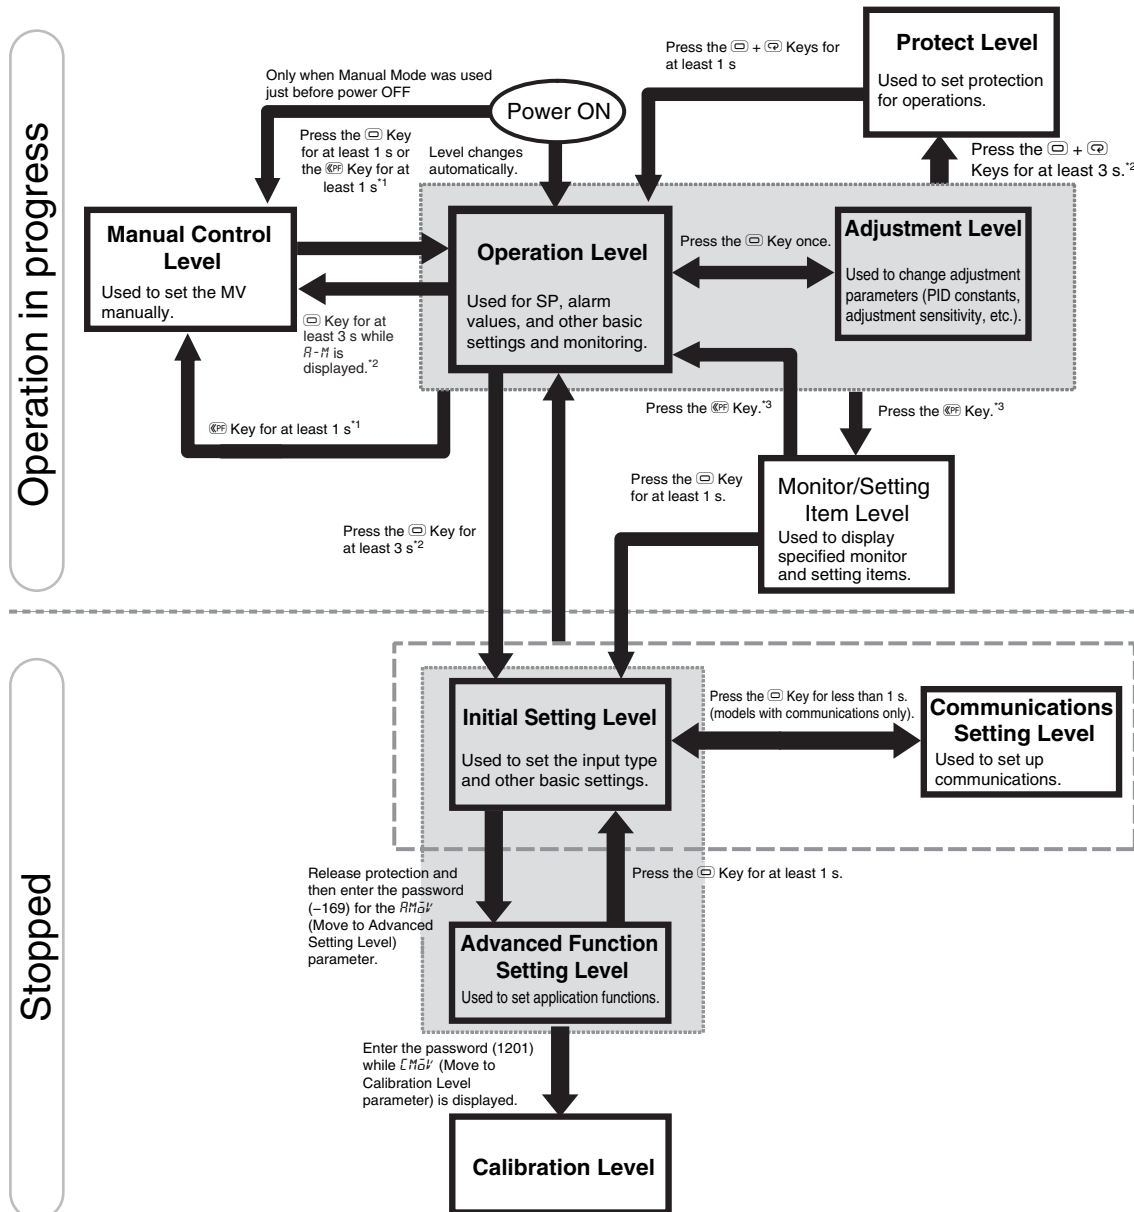 Operation in progress
Stopped
Power ON
Only when Manual Mode was used
just before power OFF
Press the Key
for at least 1 s or
the PF Key for at
least 1 s*1
Level changes
automatically.
Press the + Keys for
at least 1 s
Protect Level
Used to set protection
for operations.
Press the +
Keys for at least 3 s.*2
Manual Control
Level
Used to set the MV
manually.
Operation Level
Used for SP, alarm
values, and other basic
settings and monitoring.
Press the Key once.
Adjustment Level
Used to change adjustment
parameters (PID constants,
adjustment sensitivity, etc.).
Key for at
least 3 s while
A-M is
displayed.*2
PF Key for at least 1 s*1
Press the PF Key.*3
Press the PF Key.*3
Press the Key
for at least 1 s.
Monitor/Setting
Item Level
Used to display
specified monitor
and setting items.
Press the Key for
at least 3 s*2
Initial Setting Level
Used to set the input type
and other basic settings.
Press the Key for less than 1 s.
(models with communications only).
Communications
Setting Level
Used to set up
communications.
Release protection and
then enter the password
(−169) for the AMoV
(Move to Advanced
Setting Level)
parameter.
Press the Key for at least 1 s.
Advanced Function
Setting Level
Used to set application functions.
Enter the password (1201)
while CMoV (Move to
Calibration Level
parameter) is displayed.
Calibration Level